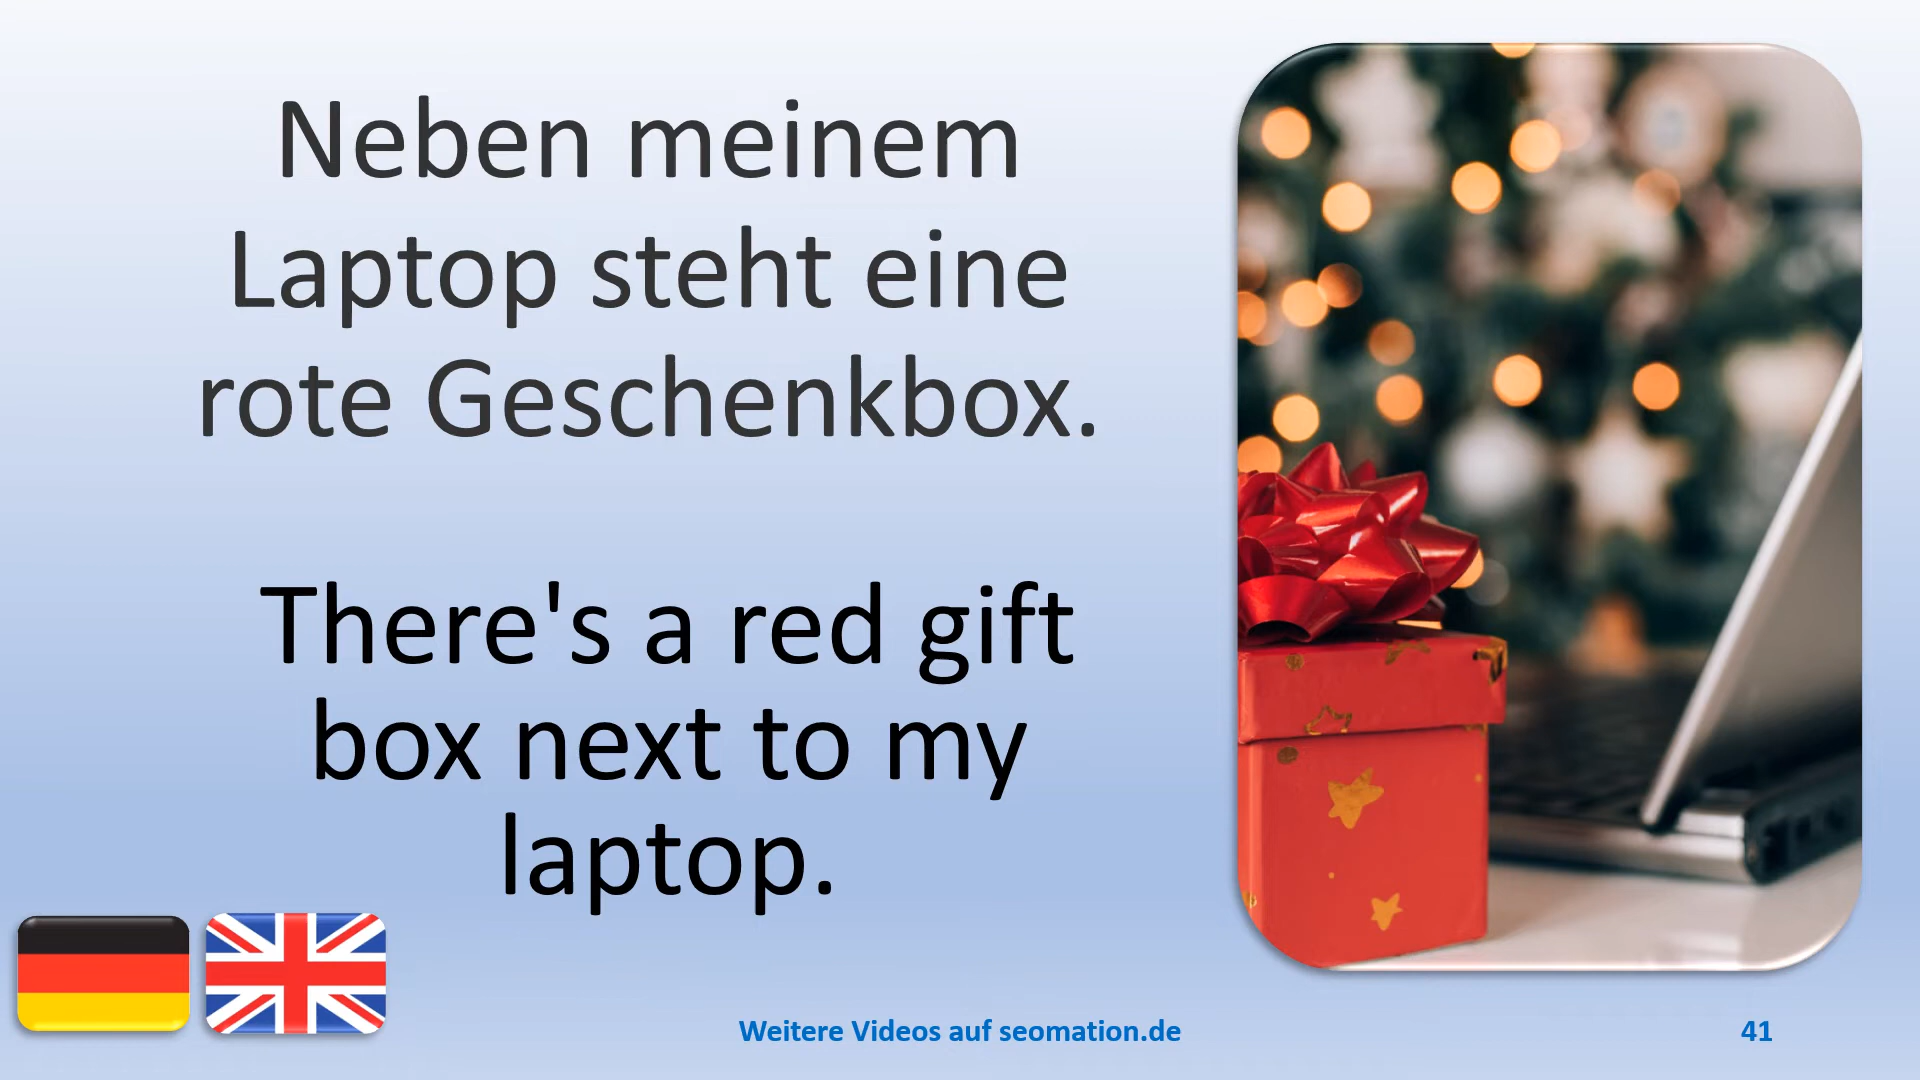 Neben meinem
Laptop steht eine
rote Geschenkbox.
There's a red gift
box next to my
laptop.
Weitere Videos auf seomation.de
41